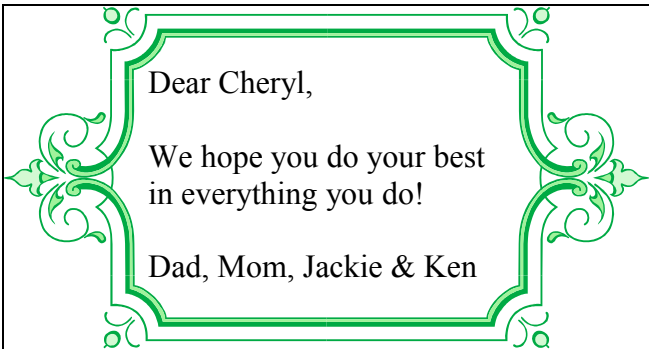 Dear Cheryl,
We hope you do your best
in everything you do!
Dad, Mom, Jackie & Ken